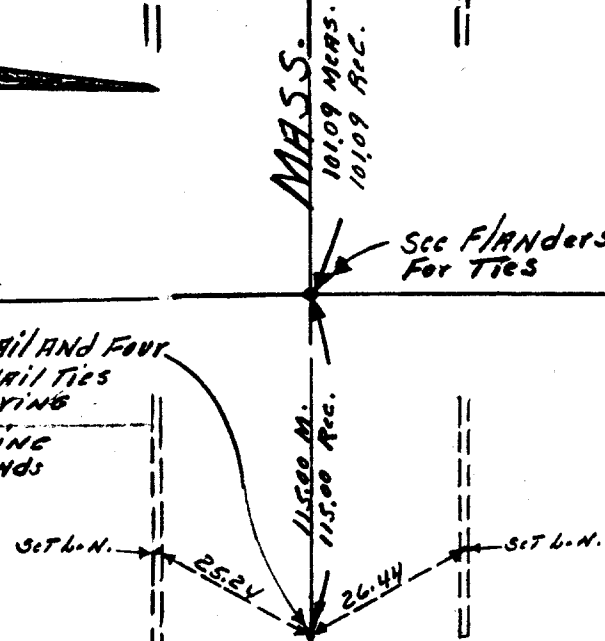 MASS.
101.09 Meas.
101.09 Rec.
See Flanders
For Ties
ail And Four
ail Ties
ying
ine
nds
115.00 M.
115.00 Rec.
Set L.N.
25.24
26.44
Set L.N.